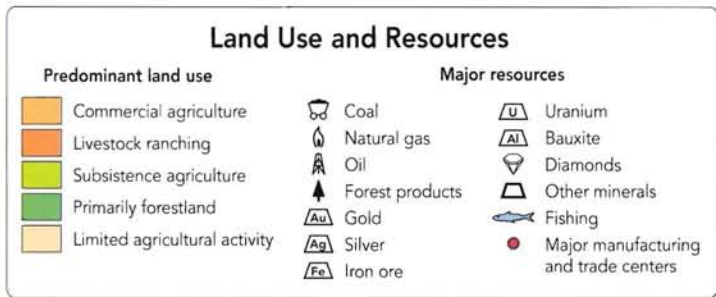 Land Use and Resources
Predominant land use
Commercial agriculture
Livestock ranching
Subsistence agriculture
Primarily forestland
Limited agricultural activity
Major resources
Coal
Natural gas
Oil
Forest products
Au Gold
Ag Silver
Fe Iron ore
U Uranium
Al Bauxite
Diamonds
Other minerals
Fishing
Major manufacturing
and trade centers